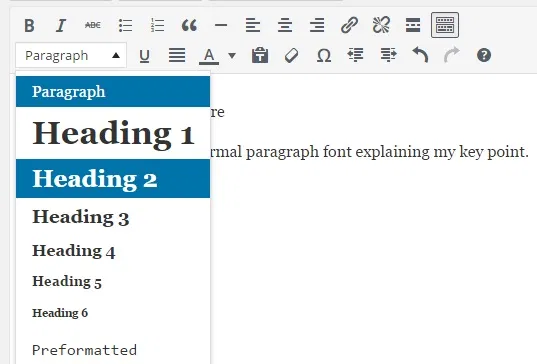 B I ABC
Paragraph U A
Paragraph
re
Heading 1
rmal paragraph font explaining my key point.
Heading 2
Heading 3
Heading 4
Heading 5
Heading 6
Preformatted